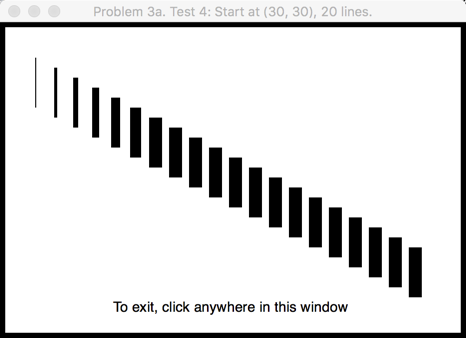 Problem 3a. Test 4: Start at (30, 30), 20 lines.
To exit, click anywhere in this window